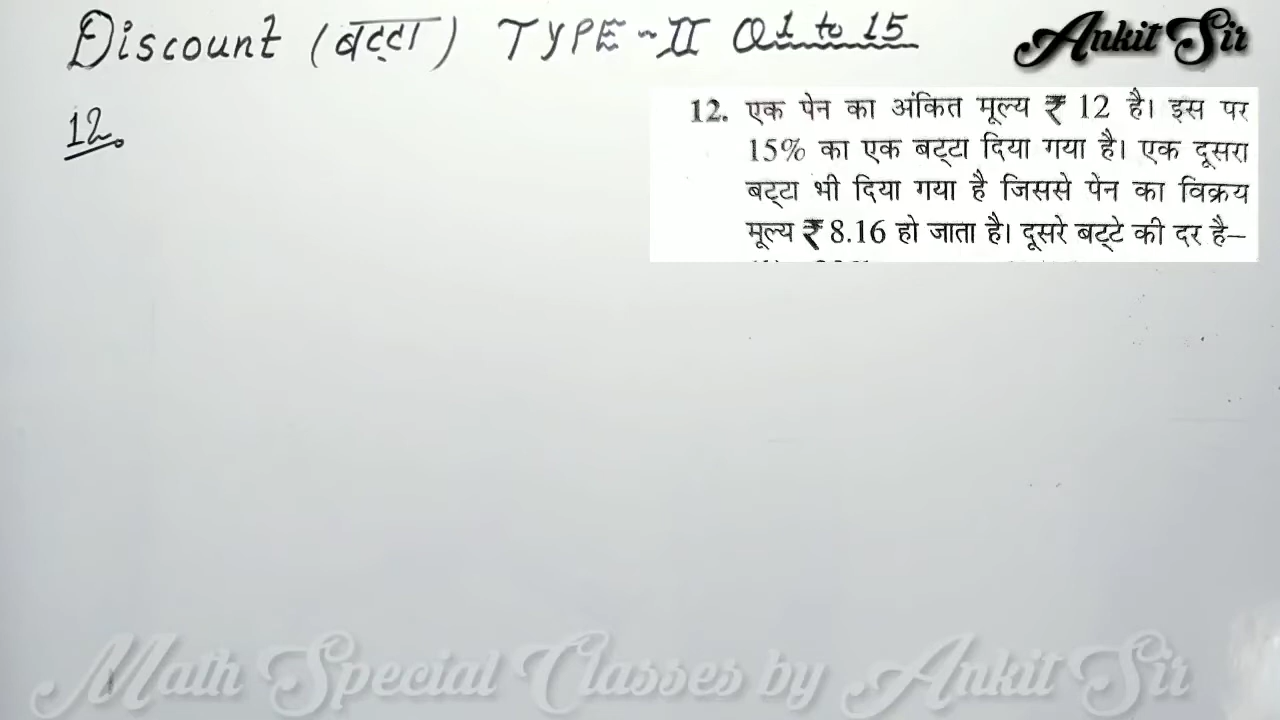 Discount (बट्टा) TYPE-II Q 1 to 15
Ankit Sir
12.
12. एक पेन का अंकित मूल्य ₹ 12 है। इस पर
15% का एक बट्टा दिया गया है। एक दूसरा
बट्टा भी दिया गया है जिससे पेन का विक्रय
मूल्य ₹ 8.16 हो जाता है। दूसरे बट्टे की दर है–
Math Special Classes by Ankit Sir